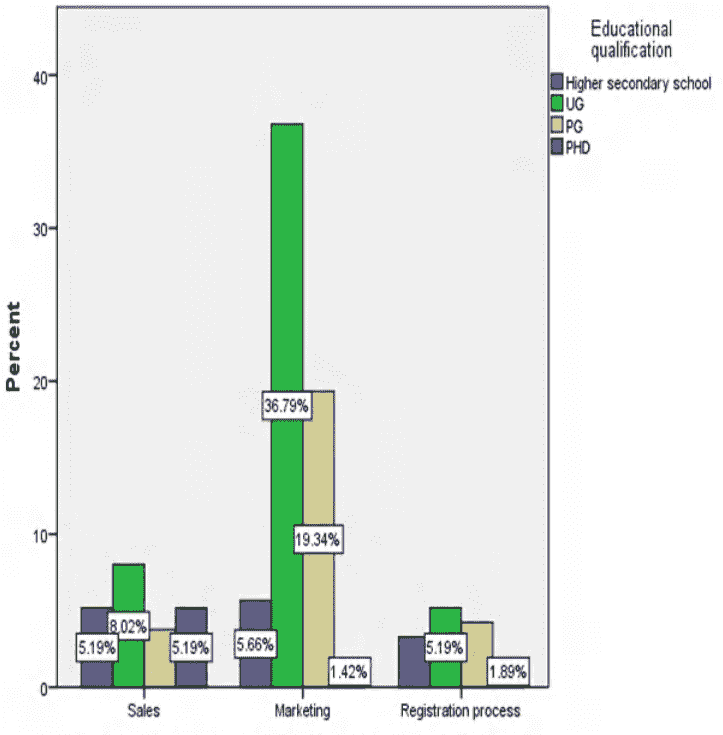 Educational
qualification
Higher secondary school
UG
PG
PHD
Percent
40
30
20
10
0
5.19%
8.02%
5.19%
5.66%
36.79%
19.34%
1.42%
5.19%
1.89%
Sales
Marketing
Registration process